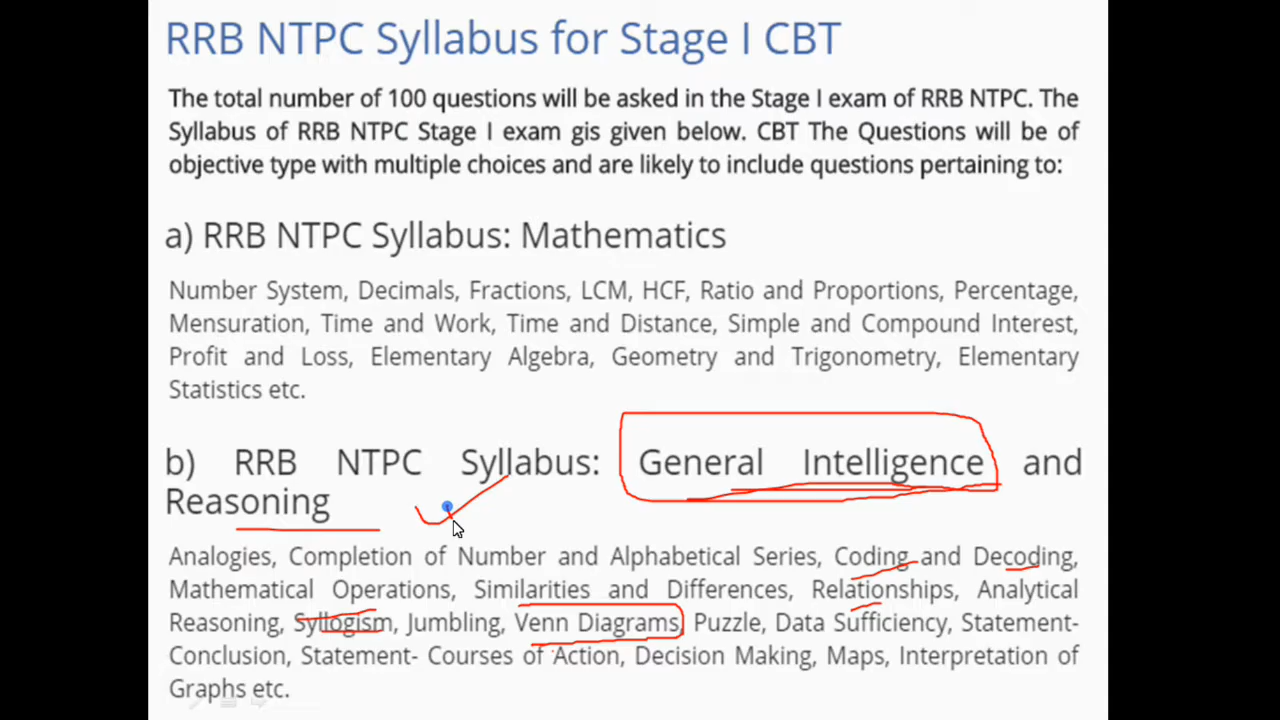 RRB NTPC Syllabus for Stage I CBT
The total number of 100 questions will be asked in the Stage I exam of RRB NTPC. The
Syllabus of RRB NTPC Stage I exam gis given below. CBT The Questions will be of
objective type with multiple choices and are likely to include questions pertaining to:
a) RRB NTPC Syllabus: Mathematics
Number System, Decimals, Fractions, LCM, HCF, Ratio and Proportions, Percentage,
Mensuration, Time and Work, Time and Distance, Simple and Compound Interest,
Profit and Loss, Elementary Algebra, Geometry and Trigonometry, Elementary
Statistics etc.
b) RRB NTPC Syllabus: General Intelligence and
Reasoning
Analogies, Completion of Number and Alphabetical Series, Coding and Decoding,
Mathematical Operations, Similarities and Differences, Relationships, Analytical
Reasoning, Syllogism, Jumbling, Venn Diagrams, Puzzle, Data Sufficiency, Statement-
Conclusion, Statement- Courses of Action, Decision Making, Maps, Interpretation of
Graphs etc.